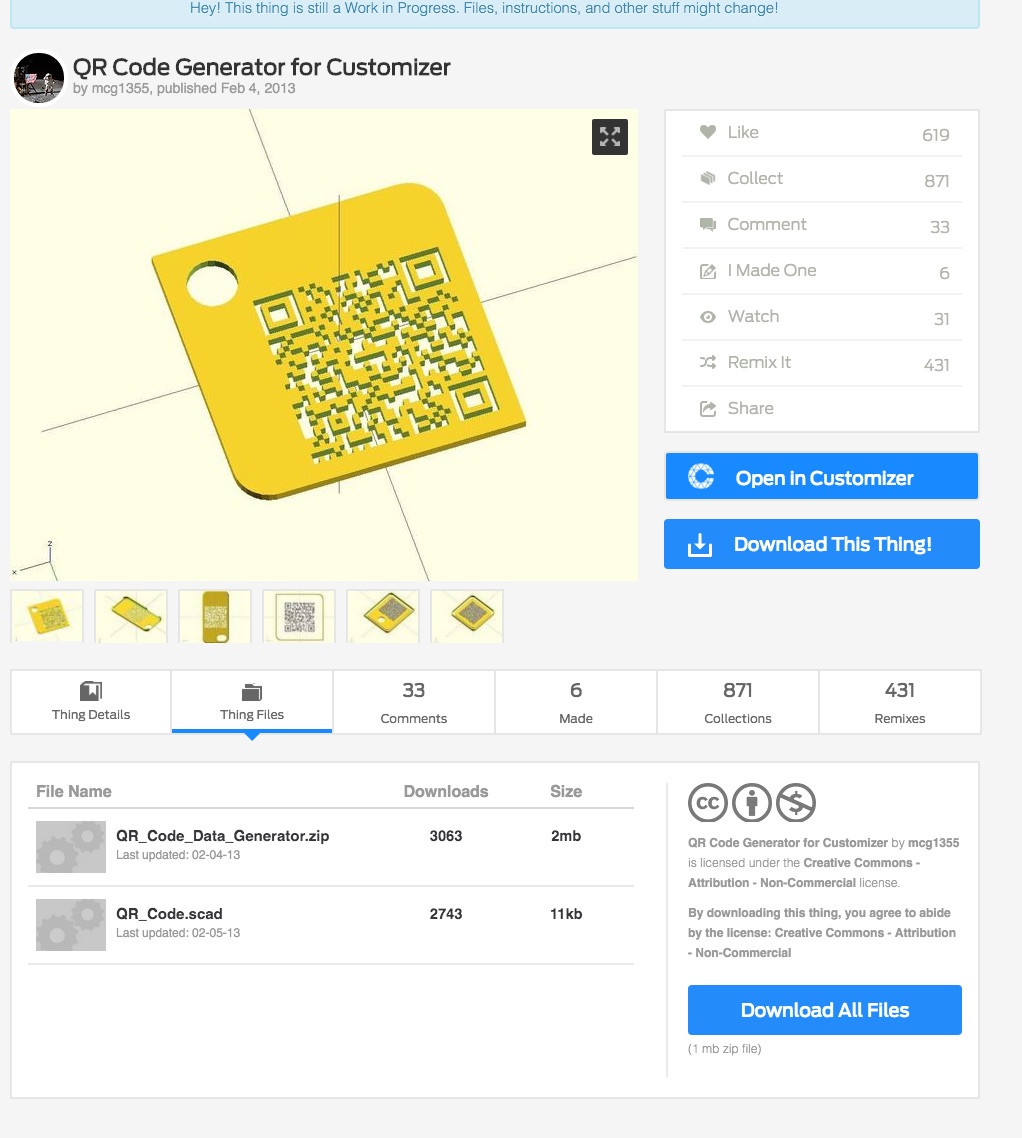 Hey! This thing is still a Work in Progress. Files, instructions, and other stuff might change!
QR Code Generator for Customizer
by mcg1355, published Feb 4, 2013
Like 619
Collect 871
Comment 33
I Made One 6
Watch 31
Remix It 431
Share
Open in Customizer
Download This Thing!
z
x
Thing Details
Thing Files
33
Comments
6
Made
871
Collections
431
Remixes
File Name Downloads Size
QR_Code_Data_Generator.zip 3063 2mb
Last updated: 02-04-13
QR_Code.scad 2743 11kb
Last updated: 02-05-13
cc
QR Code Generator for Customizer by mcg1355
is licensed under the Creative Commons -
Attribution - Non-Commercial license.
By downloading this thing, you agree to abide
by the license: Creative Commons - Attribution
- Non-Commercial
Download All Files
(1 mb zip file)